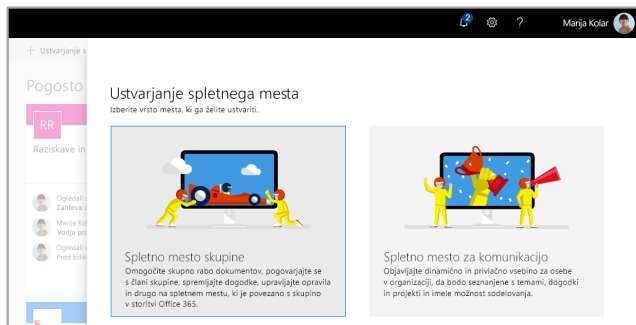 2
?
Marija Kolar
+ Ustvarjanje s
Pogosto
RR
Raziskave in
Ogledali s
Zahteva z
Marija Kol
Vodja pro
Ogledali s
Pred tolik
Ustvarjanje spletnega mesta
Izberite vrsto mesta, ki ga želite ustvariti.
Spletno mesto skupine
Omogočite skupno rabo dokumentov, pogovarjajte se
s člani skupine, spremljajte dogodke, upravljajte opravila
in drugo na spletnem mestu, ki je povezano s skupino
v storitvi Office 365.
Spletno mesto za komunikacijo
Objavljajte dinamično in privlačno vsebino za osebe
v organizaciji, da bodo seznanjene s temami, dogodki
in projekti in imele možnost sodelovanja.